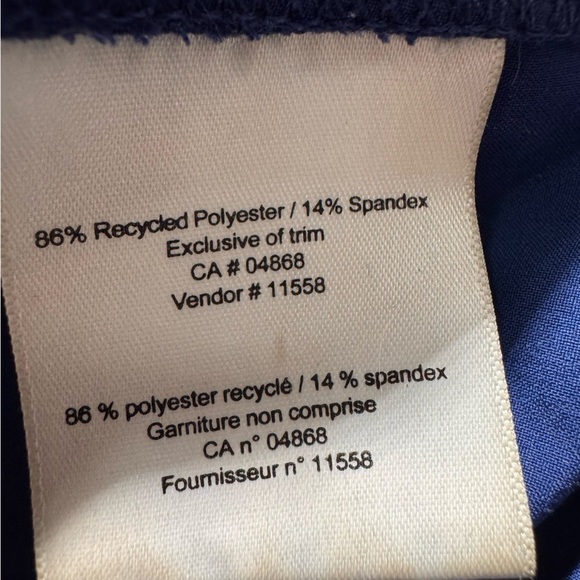 86% Recycled Polyester / 14% Spandex
Exclusive of trim
CA # 04868
Vendor # 11558
86 % polyester recyclé / 14 % spandex
Garniture non comprise
CA n° 04868
Fournisseur n° 11558